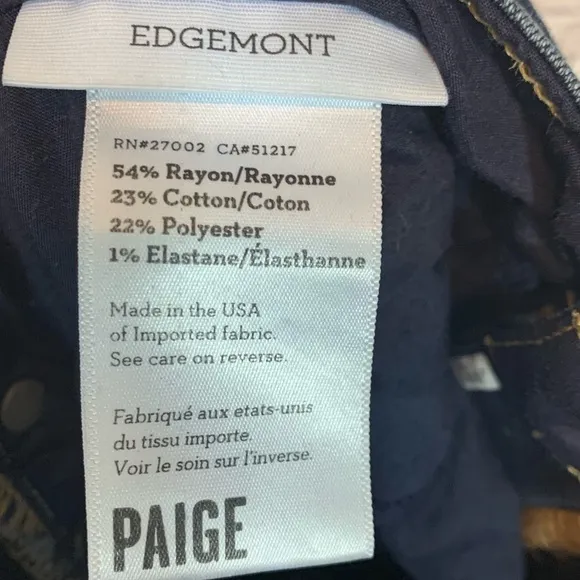 EDGEMONT
RN#27002 CA#51217
54% Rayon/Rayonne
23% Cotton/Coton
22% Polyester
1% Elastane/Élasthanne
Made in the USA
of Imported fabric.
See care on reverse.
Fabriqué aux etats-unis
du tissu importe.
Voir le soin sur l'inverse.
PAIGE